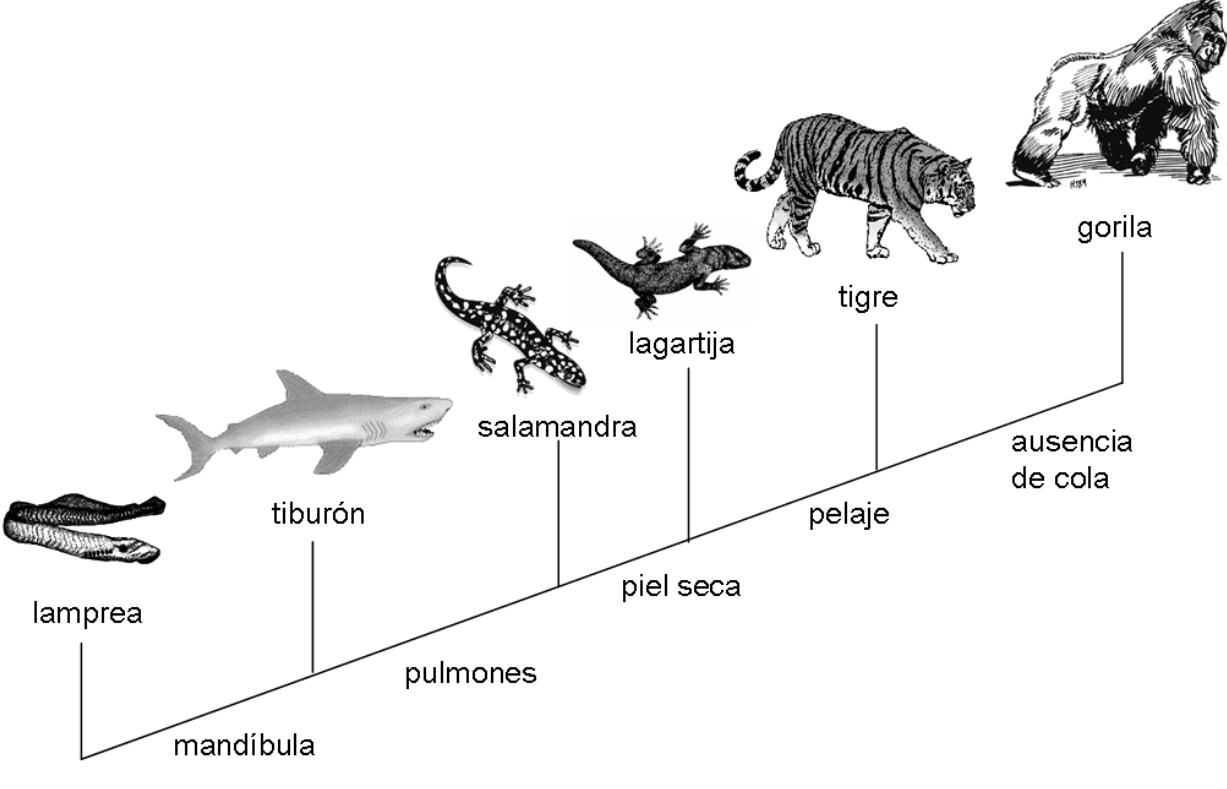 gorila
tigre
lagartija
salamandra
tiburón
lamprea
ausencia
de cola
pelaje
piel seca
pulmones
mandíbula